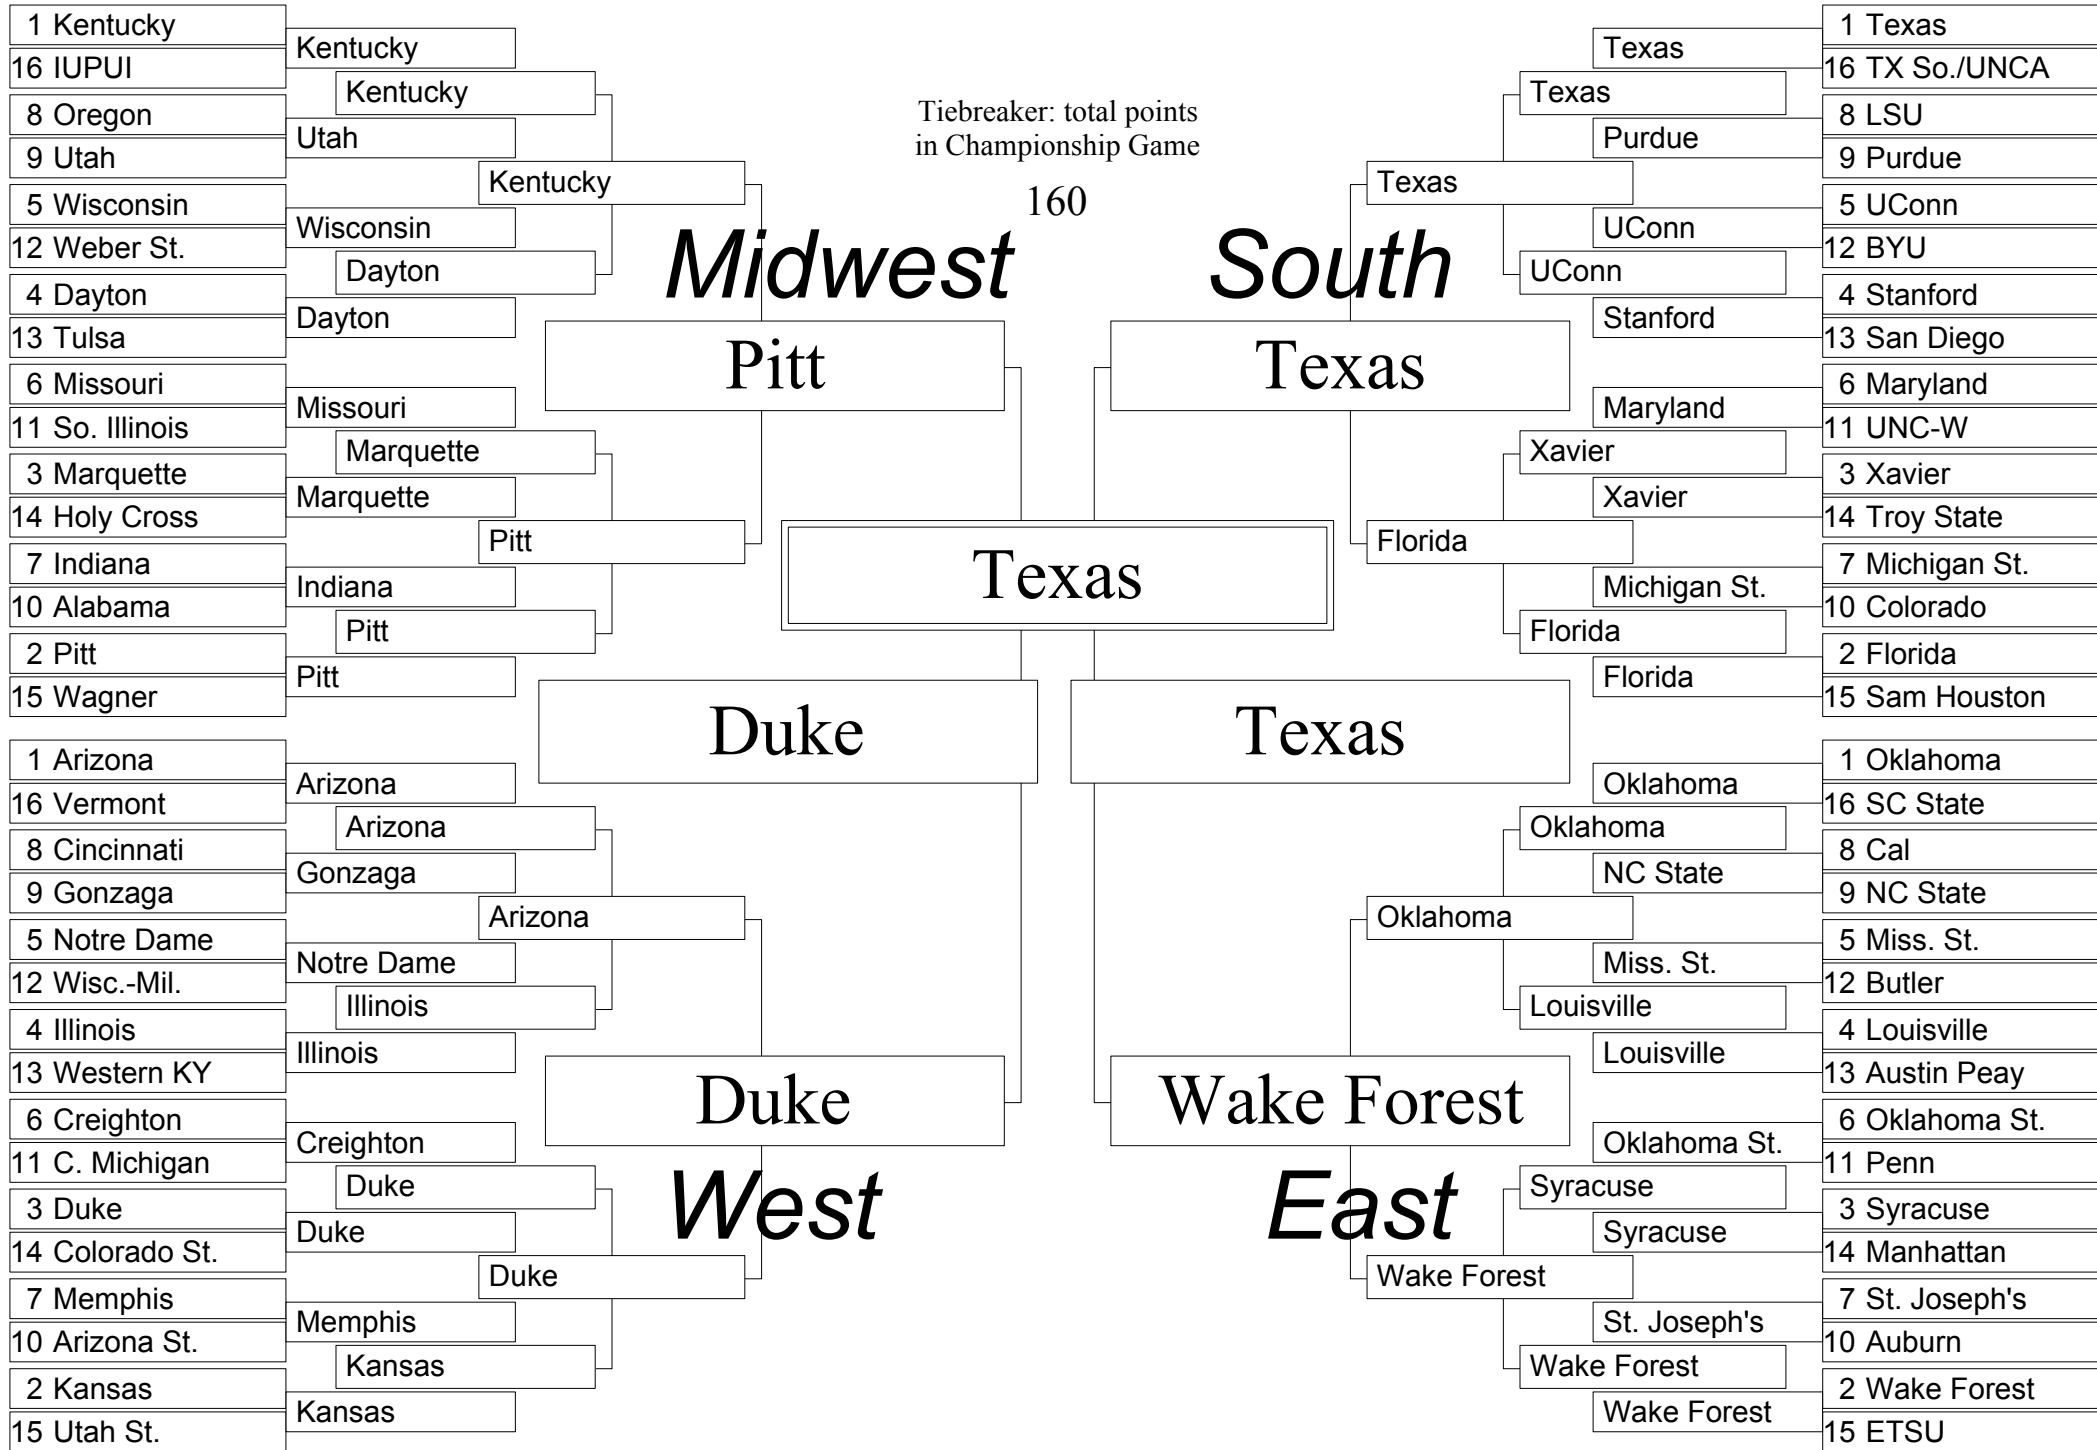 1 Kentucky
16 IUPUI
8 Oregon
9 Utah
5 Wisconsin
12 Weber St.
4 Dayton
13 Tulsa
6 Missouri
11 So. Illinois
3 Marquette
14 Holy Cross
7 Indiana
10 Alabama
2 Pitt
15 Wagner
Kentucky
Utah
Wisconsin
Dayton
Missouri
Marquette
Indiana
Pitt
Kentucky
Dayton
Marquette
Pitt
Kentucky
Pitt
Midwest
Pitt
1 Arizona
16 Vermont
8 Cincinnati
9 Gonzaga
5 Notre Dame
12 Wisc.-Mil.
4 Illinois
13 Western KY
6 Creighton
11 C. Michigan
3 Duke
14 Colorado St.
7 Memphis
10 Arizona St.
2 Kansas
15 Utah St.
Arizona
Gonzaga
Notre Dame
Illinois
Creighton
Duke
Memphis
Kansas
Arizona
Illinois
Duke
Kansas
Arizona
Duke
Duke
West
Tiebreaker: total points
in Championship Game
160
Texas
Duke
Texas
South
Texas
Texas
Florida
Texas
UConn
Xavier
Florida
Texas
Purdue
UConn
Stanford
Maryland
Xavier
Michigan St.
Florida
1 Texas
16 TX So./UNCA
8 LSU
9 Purdue
5 UConn
12 BYU
4 Stanford
13 San Diego
6 Maryland
11 UNC-W
3 Xavier
14 Troy State
7 Michigan St.
10 Colorado
2 Florida
15 Sam Houston
Wake Forest
East
Oklahoma
Wake Forest
Oklahoma
Louisville
Syracuse
Wake Forest
Oklahoma
NC State
Miss. St.
Louisville
Oklahoma St.
Syracuse
St. Joseph's
Wake Forest
1 Oklahoma
16 SC State
8 Cal
9 NC State
5 Miss. St.
12 Butler
4 Louisville
13 Austin Peay
6 Oklahoma St.
11 Penn
3 Syracuse
14 Manhattan
7 St. Joseph's
10 Auburn
2 Wake Forest
15 ETSU